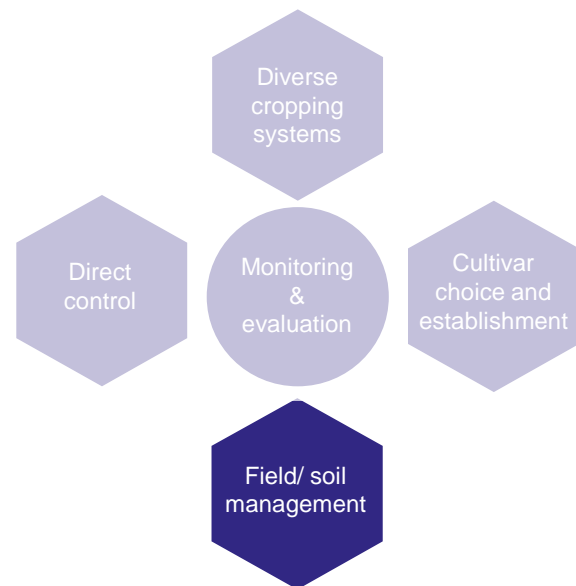 Diverse
cropping
systems
Direct
control
Monitoring
&
evaluation
Cultivar
choice and
establishment
Field/ soil
management